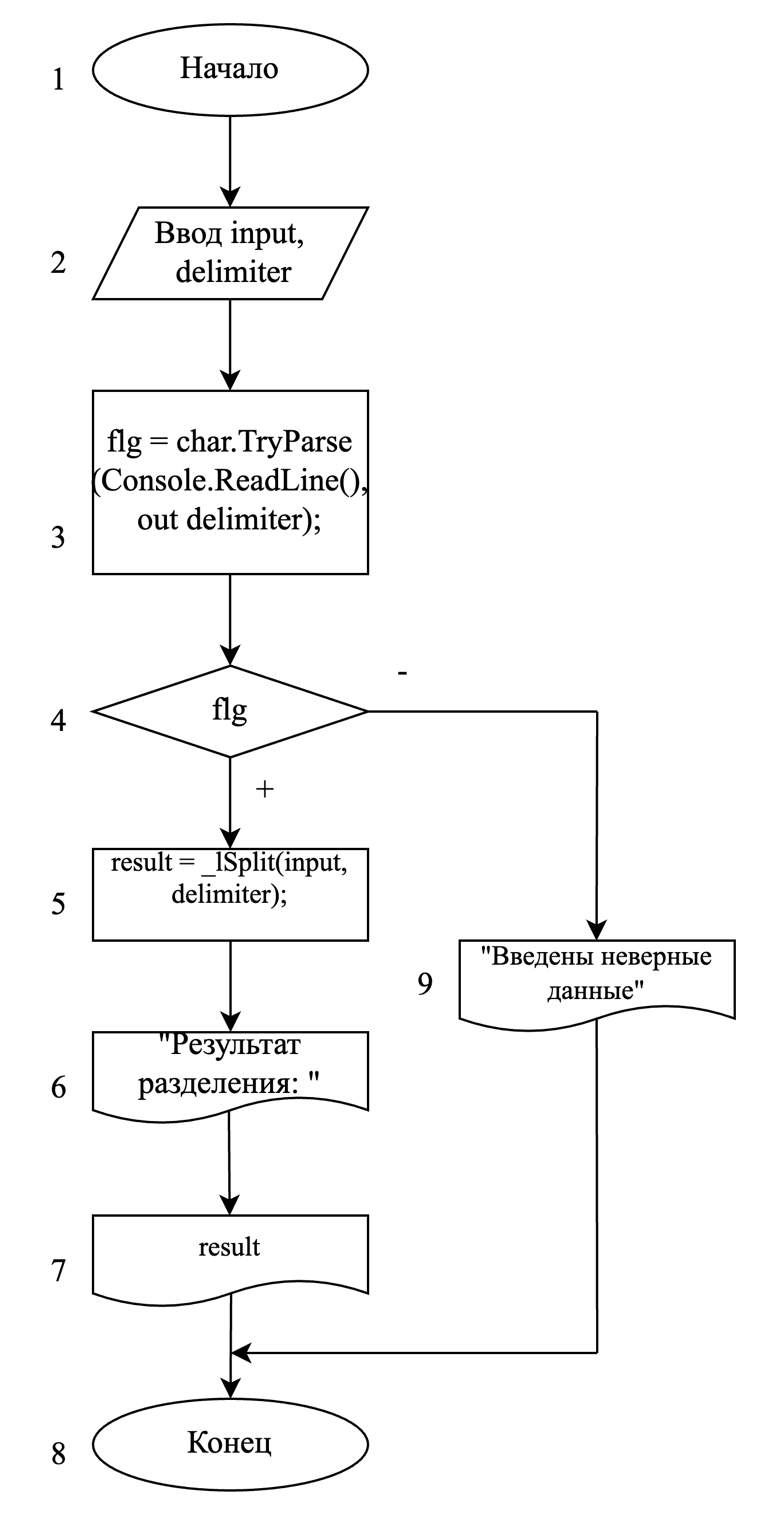 1
Начало
2
Ввод input,
delimiter
3
flg = char.TryParse
(Console.ReadLine(),
out delimiter);
4
flg
-
+
5
result = _lSplit(input,
delimiter);
9
"Введены неверные
данные"
6
"Результат
разделения: "
7
result
8
Конец